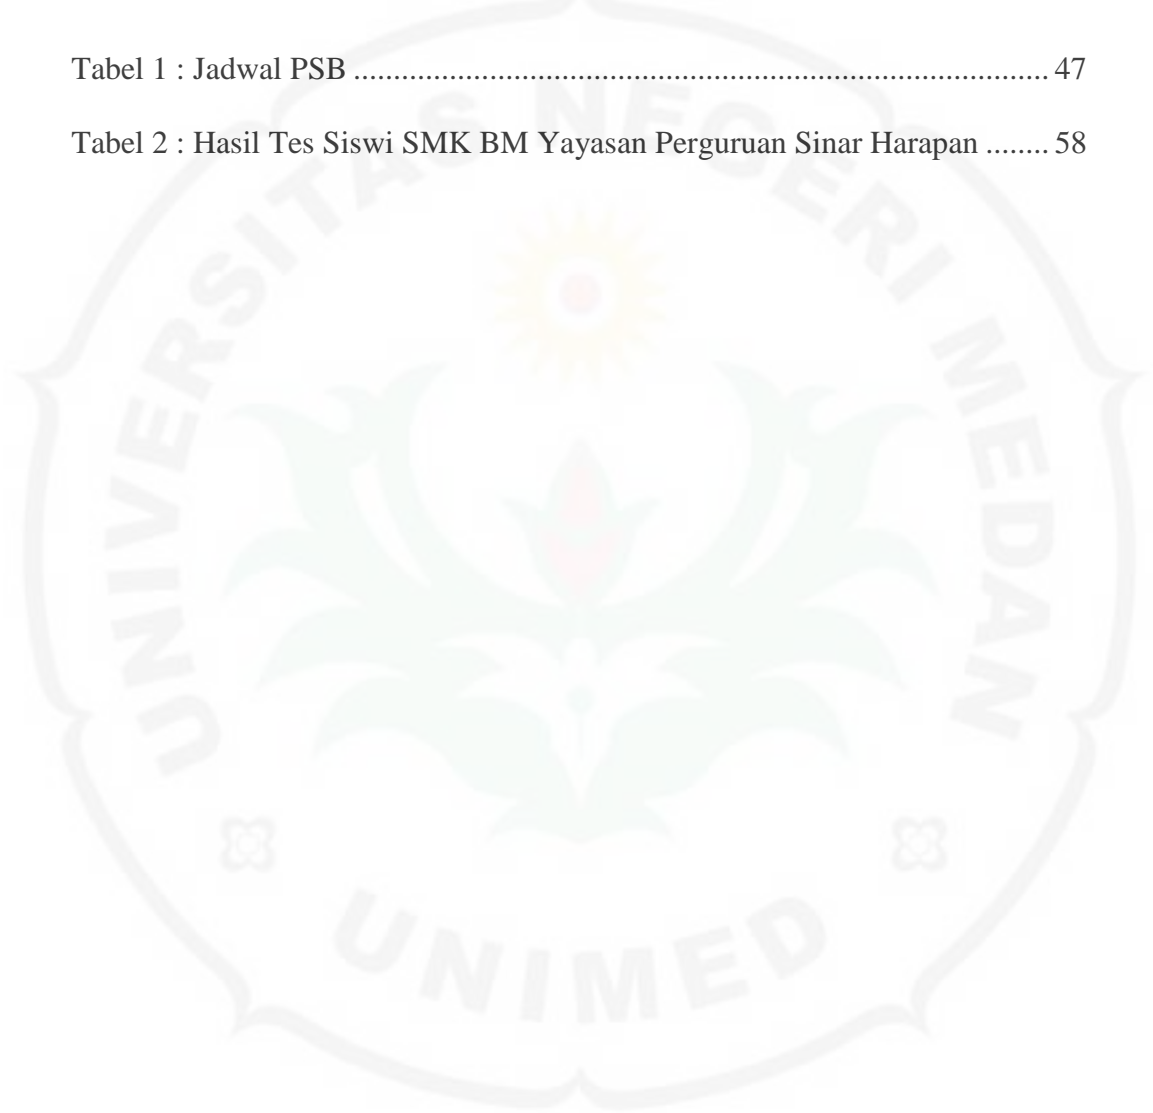 Tabel 1 : Jadwal PSB ....................................................................................... 47
Tabel 2 : Hasil Tes Siswi SMK BM Yayasan Perguruan Sinar Harapan ........ 58
UNIVERSITAS NEGERI MEDAN
UNIMED